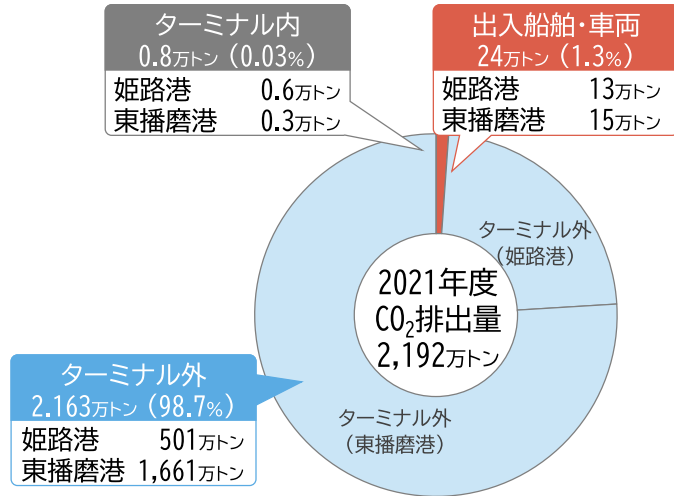 ターミナル内
0.8万トン（0.03%）
姫路港 0.6万トン
東播磨港 0.3万トン
出入船舶・車両
24万トン（1.3%）
姫路港 13万トン
東播磨港 15万トン
ターミナル外
（姫路港）
2021年度
CO₂排出量
2,192万トン
ターミナル外
2.163万トン（98.7%）
姫路港 501万トン
東播磨港 1,661万トン
ターミナル外
（東播磨港）